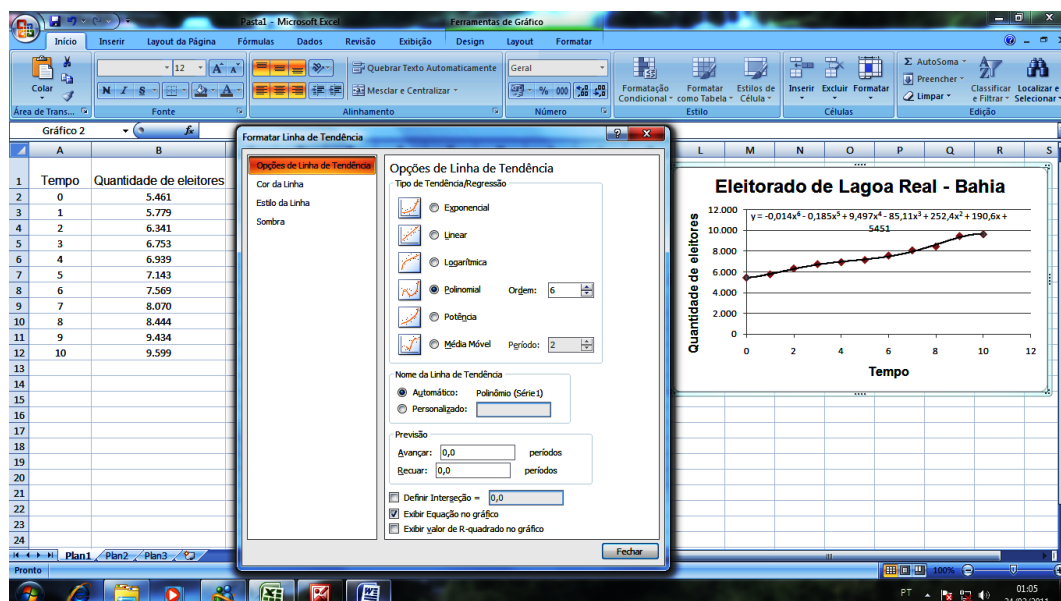 Pasta1 - Microsoft Excel
Ferramentas de Gráfico
Início Inserir Layout da Página Fórmulas Dados Revisão Exibição Design Layout Formatar
Colar
Área de Trans...
12
A A
N I S
Fonte
Quebrar Texto Automaticamente
Mesclar e Centralizar
Alinhamento
Geral
% 000
Número
Formatação Condicional
Formatar como Tabela
Estilos de Célula
Estilo
Inserir Excluir Formatar
Células
Σ AutoSoma
Preencher
Limpar
Classificar e Filtrar
Localizar e Selecionar
Edição
Gráfico 2
fx
A B L M N O P Q R S
1 Tempo Quantidade de eleitores
2 0 5.461
3 1 5.779
4 2 6.341
5 3 6.753
6 4 6.939
7 5 7.143
8 6 7.569
9 7 8.070
10 8 8.444
11 9 9.434
12 10 9.599
13
14
15
16
17
18
19
20
21
22
23
24
Formatar Linha de Tendência
Opções de Linha de Tendência
Cor da Linha
Estilo da Linha
Sombra
Opções de Linha de Tendência
Tipo de Tendência/Regressão
Exponencial
Linear
Logarítmica
Polinomial Ordem: 6
Potência
Média Móvel Período: 2
Nome da Linha de Tendência
Automático: Polinômio (Série1)
Personalizado:
Previsão
Avançar: 0,0 períodos
Recuar: 0,0 períodos
Definir Interseção = 0,0
Exibir Equação no gráfico
Exibir valor de R-quadrado no gráfico
Fechar
Eleitorado de Lagoa Real - Bahia
y = -0,014x⁶ - 0,185x⁵ + 9,497x⁴ - 85,11x³ + 252,4x² + 190,6x +
5451
Quantidade de eleitores
12.000
10.000
8.000
6.000
4.000
2.000
0
0 2 4 6 8 10 12
Tempo
Plan1 Plan2 Plan3
Pronto
100%
PT
01:05
24/02/2011